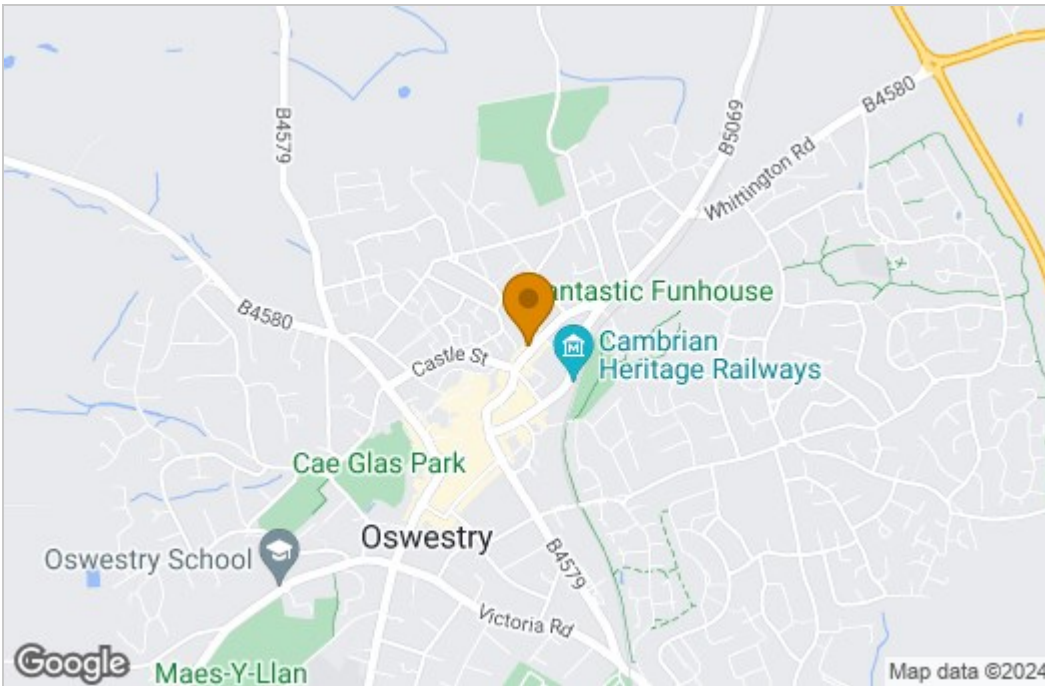 B4579
B5069
B4580
Whittington Rd
antastic Funhouse
B4580
Castle St
Cambrian
Heritage Railways
Cae Glas Park
Oswestry
Oswestry School
B4579
Victoria Rd
Maes-Y-Llan
Google
Map data ©2024